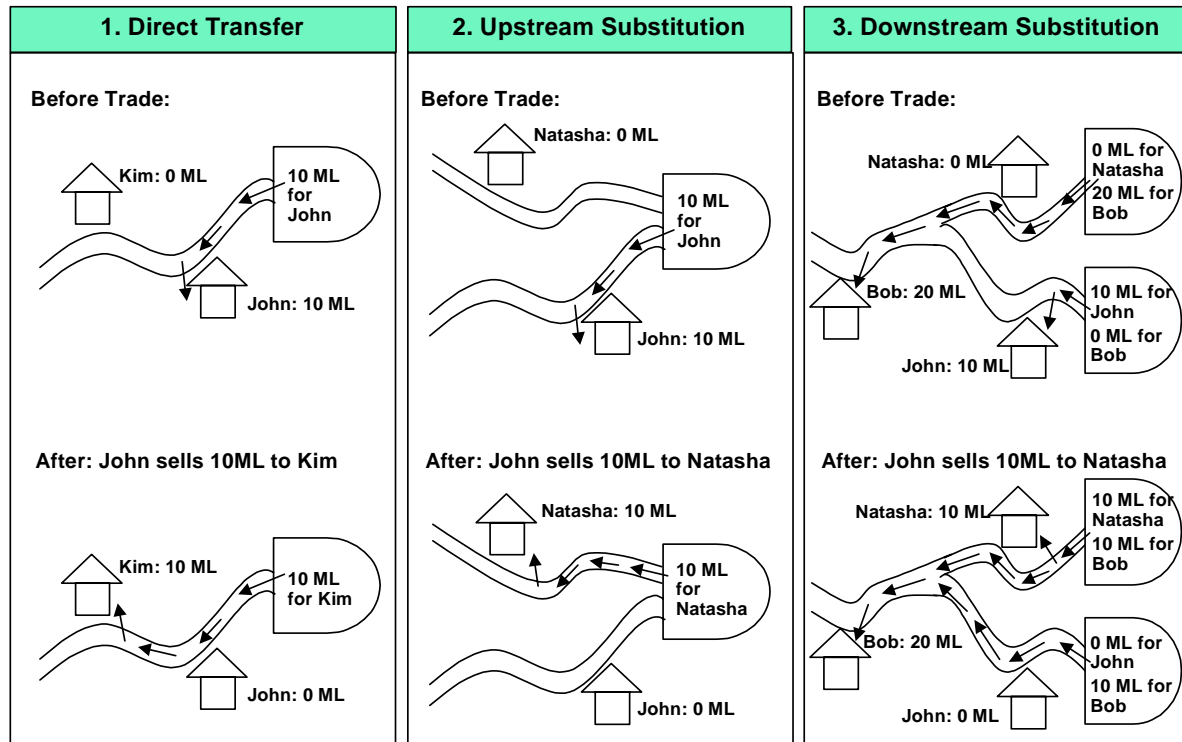 1. Direct Transfer
Before Trade:
Kim: 0 ML
10 ML
for
John
John: 10 ML
After: John sells 10ML to Kim
Kim: 10 ML
10 ML
for Kim
John: 0 ML
2. Upstream Substitution
Before Trade:
Natasha: 0 ML
10 ML
for
John
John: 10 ML
After: John sells 10ML to Natasha
Natasha: 10 ML
10 ML
for
Natasha
John: 0 ML
3. Downstream Substitution
Before Trade:
Natasha: 0 ML
0 ML for
Natasha
20 ML for
Bob
Bob: 20 ML
10 ML for
John
0 ML for
Bob
John: 10 ML
After: John sells 10ML to Natasha
Natasha: 10 ML
10 ML for
Natasha
10 ML for
Bob
Bob: 20 ML
0 ML for
John
10 ML for
Bob
John: 0 ML